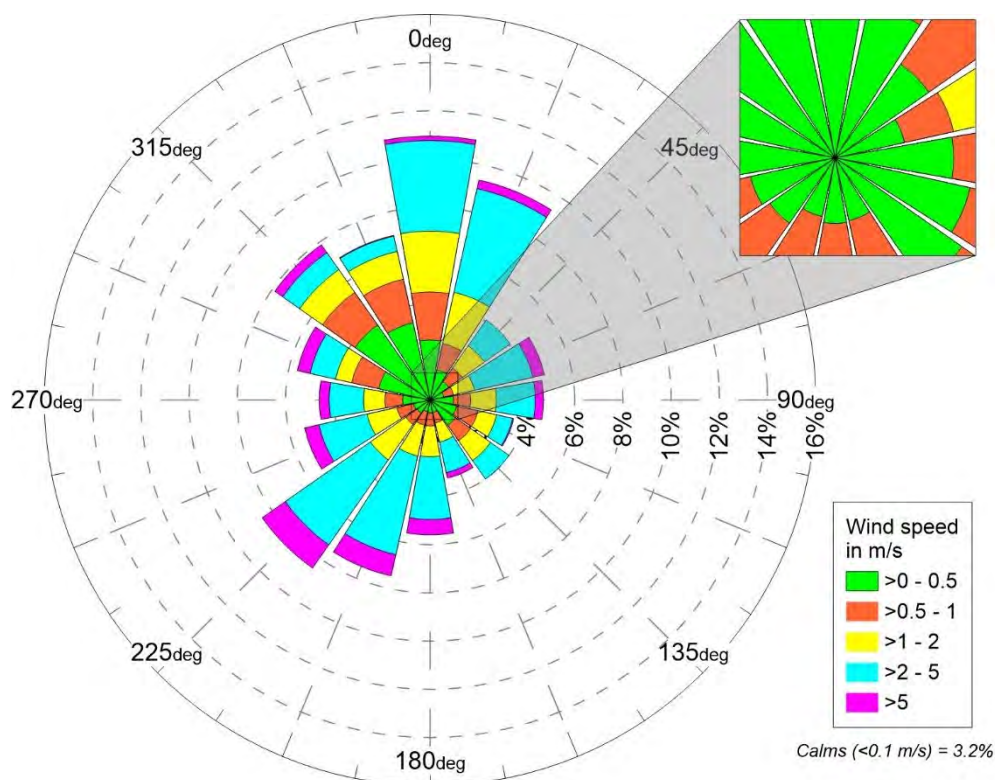 0deg
315deg
45deg
270deg
90deg
4%
6%
8%
10%
12%
14%
16%
225deg
135deg
180deg
Wind speed
in m/s
>0 - 0.5
>0.5 - 1
>1 - 2
>2 - 5
>5
Calms (<0.1 m/s) = 3.2%